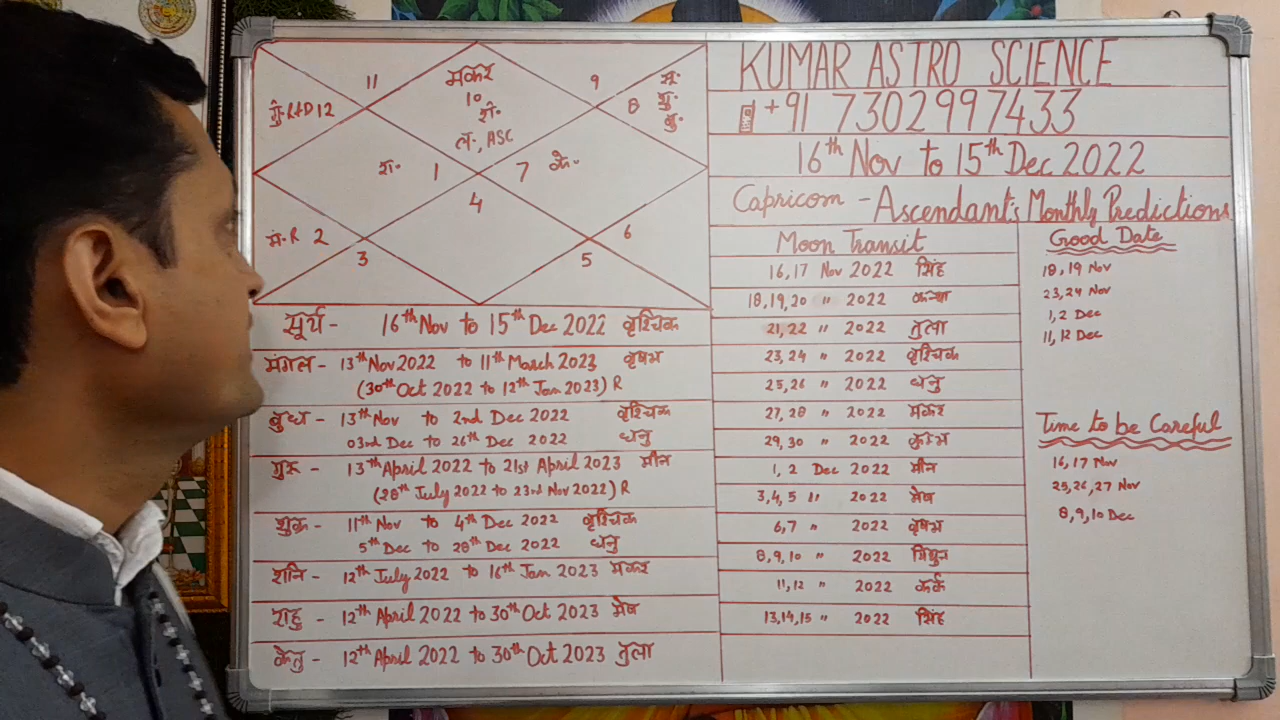 11
मकर
10
श.
ल., ASC
9
सू.
8 शु.
बु.
गु. R+D 12
रा. 1
7 के.
4
मं. R 2
3
5
6
सूर्य - 16th Nov to 15th Dec 2022 वृश्चिक
मंगल - 13th Nov 2022 to 11th March 2023 वृषभ
(30th Oct 2022 to 12th Jan 2023) R
बुध - 13th Nov to 2nd Dec 2022 वृश्चिक
03rd Dec to 26th Dec 2022 धनु
गुरू - 13th April 2022 to 21st April 2023 मीन
(28th July 2022 to 23rd Nov 2022) R
शुक्र - 11th Nov to 4th Dec 2022 वृश्चिक
5th Dec to 28th Dec 2022 धनु
शनि - 12th July 2022 to 16th Jan 2023 मकर
राहु - 12th April 2022 to 30th Oct 2023 मेष
केतु - 12th April 2022 to 30th Oct 2023 तुला
KUMAR ASTRO SCIENCE
+91 7302997433
16th Nov to 15th Dec 2022
Capricorn - Ascendant's Monthly Predictions
Moon Transit
16,17 Nov 2022 सिंह
18,19,20 " 2022 कन्या
21,22 " 2022 तुला
23,24 " 2022 वृश्चिक
25,26 " 2022 धनु
27,28 " 2022 मकर
29,30 " 2022 कुंभ
1, 2 Dec 2022 मीन
3,4,5 " 2022 मेष
6,7 " 2022 वृषभ
8,9,10 " 2022 मिथुन
11,12 " 2022 कर्क
13,14,15 " 2022 सिंह
Good Date
18,19 Nov
23,24 Nov
1,2 Dec
11,12 Dec
Time to be Careful
16,17 Nov
25,26,27 Nov
8,9,10 Dec